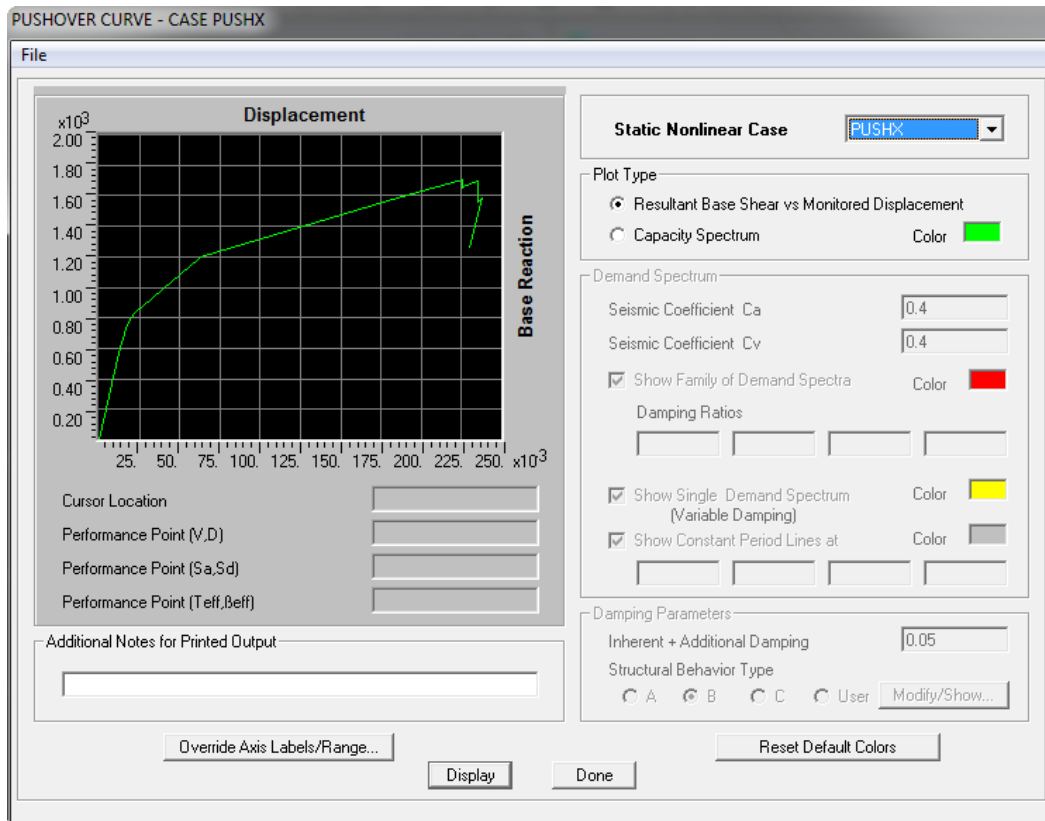 PUSHOVER CURVE - CASE PUSHX
File
Displacement
x103
2.00
1.80
1.60
1.40
1.20
1.00
0.80
0.60
0.40
0.20
25. 50. 75. 100. 125. 150. 175. 200. 225. 250. x10-3
Base Reaction
Cursor Location
Performance Point (V,D)
Performance Point (Sa,Sd)
Performance Point (Teff,βeff)
Additional Notes for Printed Output
Static Nonlinear Case PUSHX
Plot Type
Resultant Base Shear vs Monitored Displacement
Capacity Spectrum Color
Demand Spectrum
Seismic Coefficient Ca 0.4
Seismic Coefficient Cv 0.4
Show Family of Demand Spectra Color
Damping Ratios
Show Single Demand Spectrum Color
(Variable Damping)
Show Constant Period Lines at Color
Damping Parameters
Inherent + Additional Damping 0.05
Structural Behavior Type
A B C User Modify/Show...
Override Axis Labels/Range... Reset Default Colors
Display Done